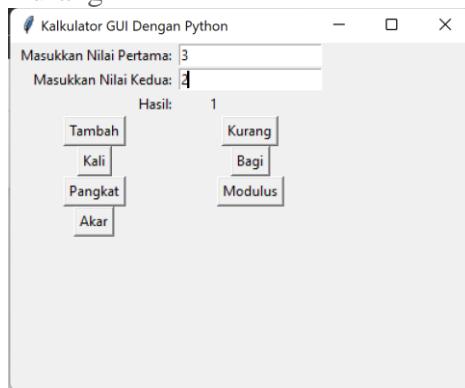 Kalkulator GUI Dengan Python
Masukkan Nilai Pertama: 3
Masukkan Nilai Kedua: 2
Hasil: 1
Tambah Kurang
Kali Bagi
Pangkat Modulus
Akar